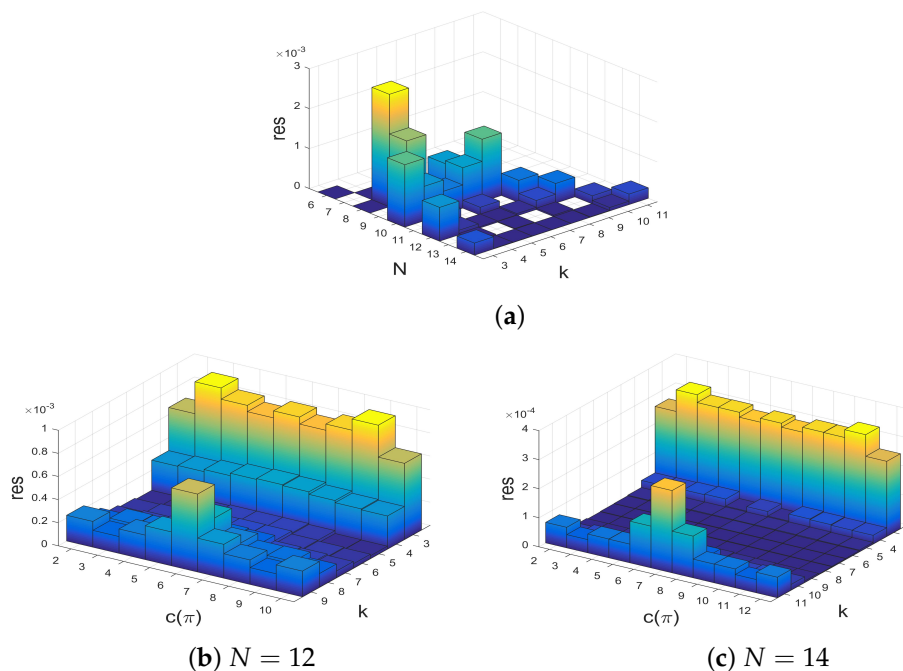 ×10⁻³
3
2
1
0
res
6 7 8 9 10 11 12 13 14
N
3 4 5 6 7 8 9 10 11
k
(a)
×10⁻³
1
0.8
0.6
0.4
0.2
0
res
2 3 4 5 6 7 8 9 10
c(π)
9 8 7 6 5 4 3
k
(b) N = 12
×10⁻⁴
4
3
2
1
0
res
2 3 4 5 6 7 8 9 10 11 12
c(π)
11 10 9 8 7 6 5 4
k
(c) N = 14